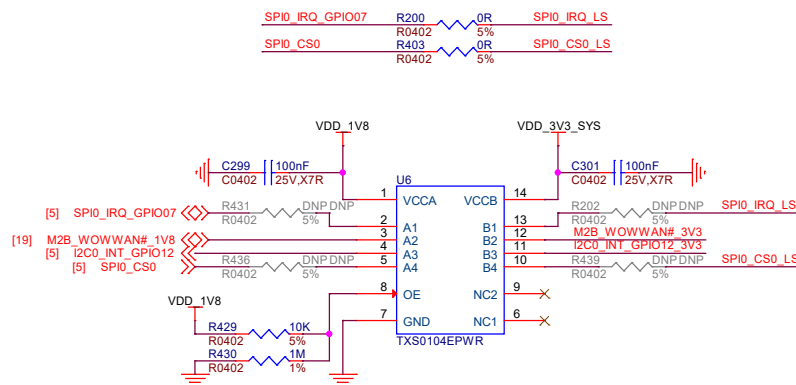 SPI0_IRQ_GPIO07 R200 0R SPI0_IRQ_LS
R0402 5%
SPI0_CS0 R403 0R SPI0_CS0_LS
R0402 5%
VDD_1V8 VDD_3V3_SYS
C299 100nF C301 100nF
C0402 25V,X7R U6 C0402 25V,X7R
1 VCCA VCCB 14
[5] SPI0_IRQ_GPIO07 R431 DNP DNP R202 DNP DNP SPI0_IRQ_LS
R0402 5% 2 A1 B1 13 R0402 5%
[19] M2B_WOWWAN#_1V8 3 A2 B2 12 M2B_WOWWAN#_3V3
[5] I2C0_INT_GPIO12 4 A3 B3 11 I2C0_INT_GPIO12_3V3
[5] SPI0_CS0 R436 DNP DNP 5 A4 B4 10 R439 DNP DNP SPI0_CS0_LS
R0402 5% R0402 5%
VDD_1V8 8 OE NC2 9
7 GND NC1 6
R429 10K
R0402 5% TXS0104EPWR
R430 1M
R0402 1%